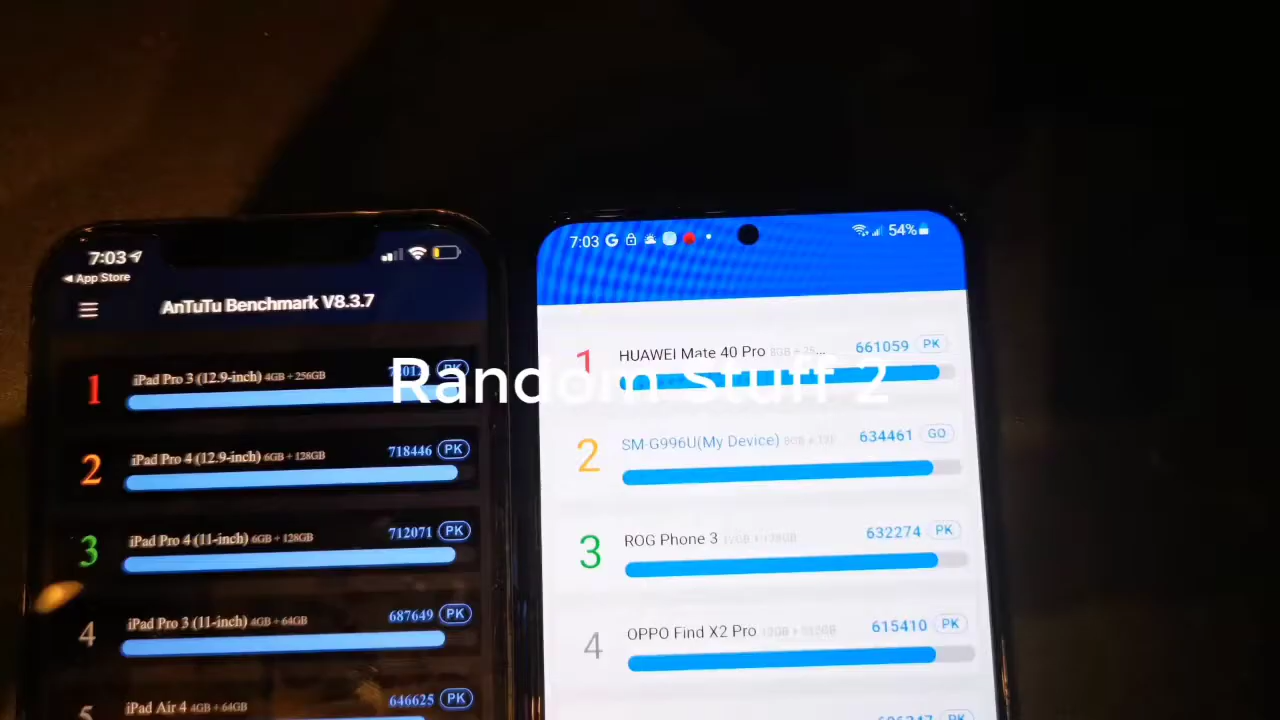 7:03
App Store
AnTuTu Benchmark V8.3.7
1 iPad Pro 3 (12.9-inch) 4GB + 256GB PK
2 iPad Pro 4 (12.9-inch) 6GB + 128GB 718446 PK
3 iPad Pro 4 (11-inch) 6GB + 128GB 712071 PK
4 iPad Pro 3 (11-inch) 4GB + 64GB 687649 PK
5 iPad Air 4 4GB + 64GB 646625 PK
7:03 G 54%
1 HUAWEI Mate 40 Pro 8GB + 661059 PK
2 SM-G996U(My Device) 8GB + 634461 GO
3 ROG Phone 3 632274 PK
4 OPPO Find X2 Pro 615410 PK
PK
Random Stuff 2